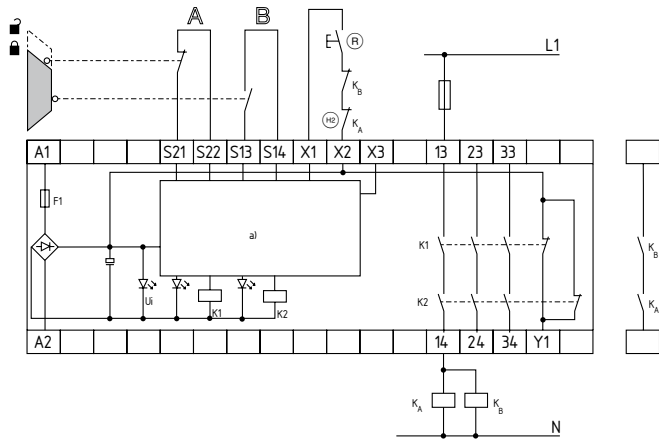 A B
R
L1
K_B
H2 K_A
A1 S21 S22 S13 S14 X1 X2 X3 13 23 33
F1
a)
K1
K_B
Ui K1 K2
K2
K_A
A2 14 24 34 Y1
K_A K_B
N